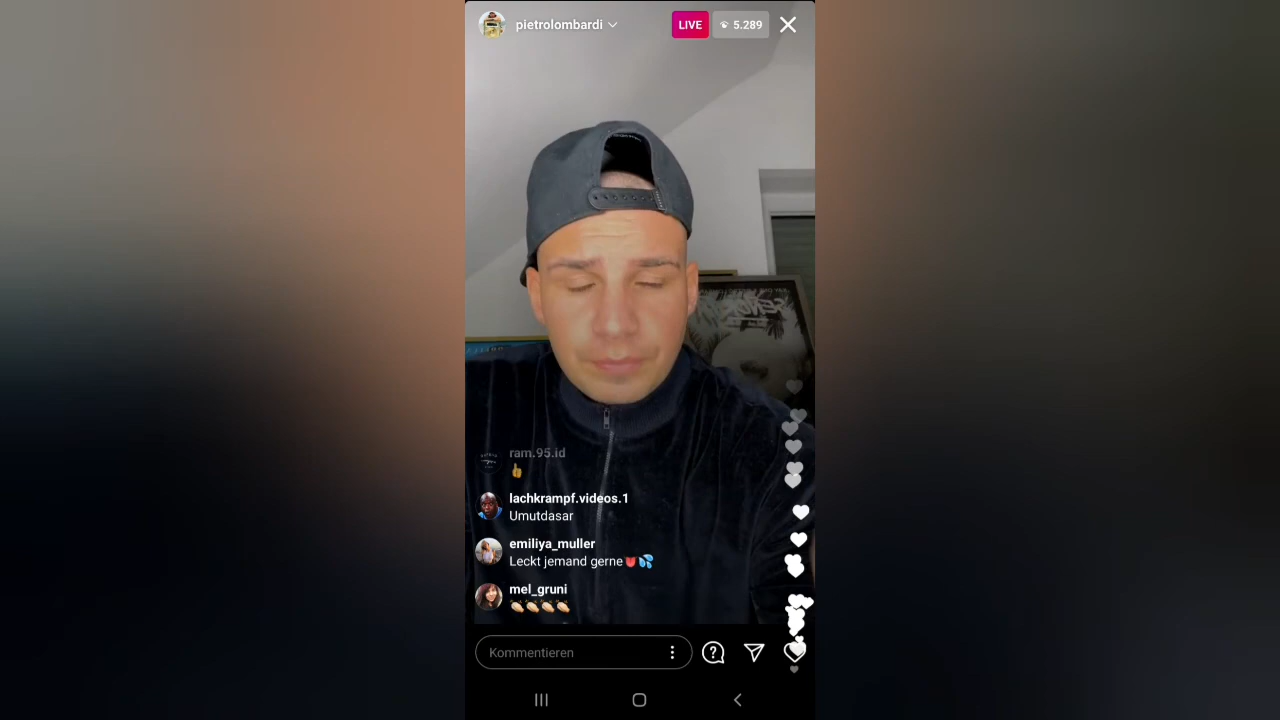 pietrolombardi
LIVE
5.289
ram.95.id
👍
lachkrampf.videos.1
Umutdasar
emiliya_muller
Leckt jemand gerne👅💦
mel_gruni
👏🏼👏🏼👏🏼👏🏼
Kommentieren